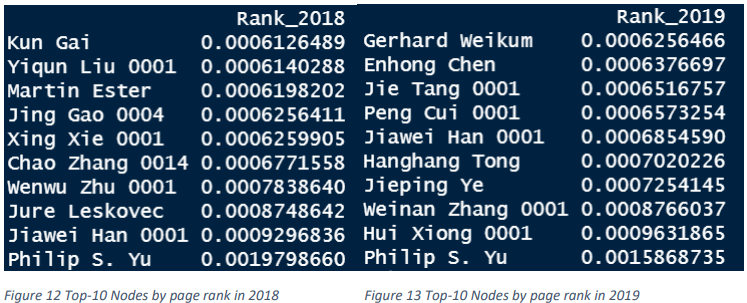 Rank_2018
Kun Gai 0.0006126489
Yiqun Liu 0001 0.0006140288
Martin Ester 0.0006198202
Jing Gao 0004 0.0006256411
Xing Xie 0001 0.0006259905
Chao Zhang 0014 0.0006771558
Wenwu Zhu 0001 0.0007838640
Jure Leskovec 0.0008748642
Jiawei Han 0001 0.0009296836
Philip S. Yu 0.0019798660
Figure 12 Top-10 Nodes by page rank in 2018
Rank_2019
Gerhard Weikum 0.0006256466
Enhong Chen 0.0006376697
Jie Tang 0001 0.0006516757
Peng Cui 0001 0.0006573254
Jiawei Han 0001 0.0006854590
Hanghang Tong 0.0007020226
Jieping Ye 0.0007254145
Weinan Zhang 0001 0.0008766037
Hui Xiong 0001 0.0009631865
Philip S. Yu 0.0015868735
Figure 13 Top-10 Nodes by page rank in 2019